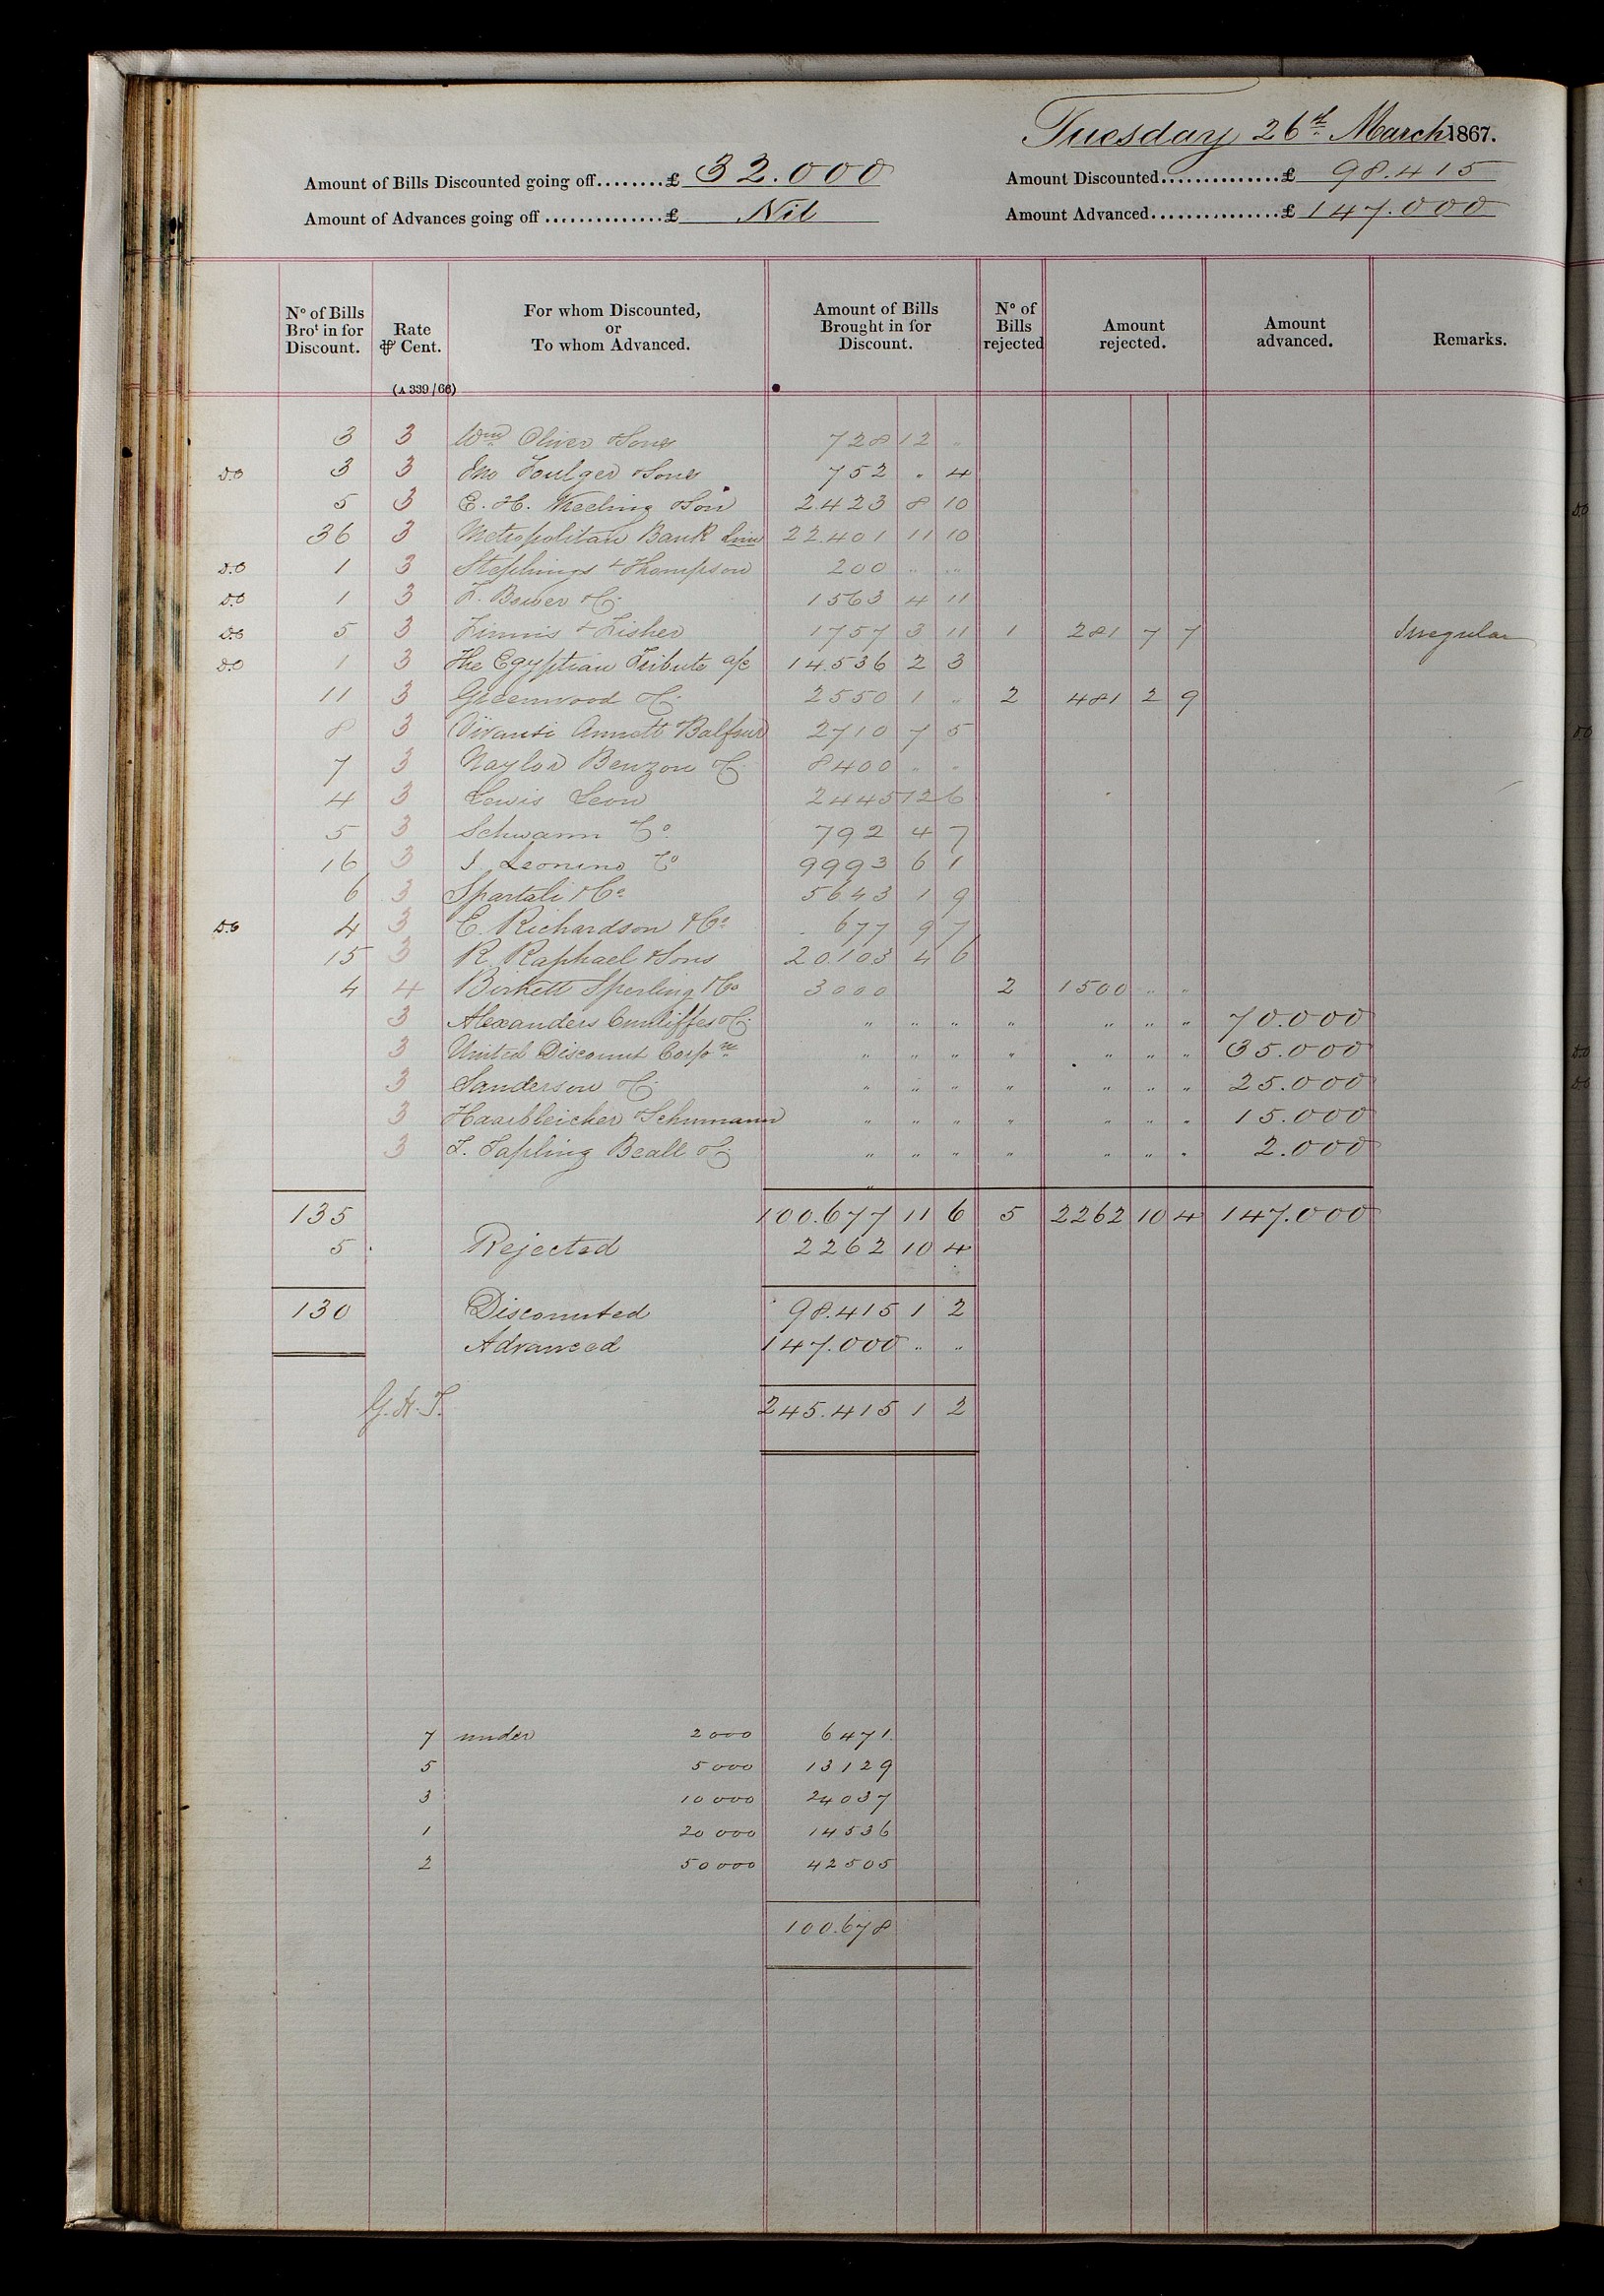 Tuesday 26th March 1867.
Amount of Bills Discounted going off........£ 32.000
Amount Discounted...............£ 98.415
Amount of Advances going off ..............£ Nil
Amount Advanced...............£ 147.000
No of Bills Brot in for Discount. Rate ⅌ Cent. For whom Discounted, or To whom Advanced. Amount of Bills Brought in for Discount. No of Bills rejected Amount rejected. Amount advanced. Remarks.
(A 339/66)
3 3 Wm Oliver & Sons 728 12 "
D.O 3 3 Jno Foulger & Sons 752 " 4
5 3 E. H. Keeling & Son 2.423 8 10
36 3 Metropolitan Bank Lim 22.401 11 10
D.O 1 3 Stephings & Thompson 200 " "
D.O 1 3 F. Bower & Co 1563 4 11
D.O 5 3 Finnis & Fisher 1757 3 11 1 281 7 7 Irregular
D.O 1 3 The Egyptian Tribute a/c 14.536 2 3
11 3 Greenwood & Co 2550 1 " 2 481 2 9
8 3 Vivanti Annett Balfour 2710 7 5
7 3 Naylor Benzon & Co 8400 " "
4 3 Lewis Leon 2445 12 6
5 3 Schwann & Co 792 4 7
16 3 I. Leonino & Co 9993 6 1
6 3 Spartali & Co 5643 1 9
D.O 4 3 E. Richardson & Co 677 9 7
15 3 R. Raphael & Sons 20.103 4 6
4 4 Birkett Sperling & Co 3000 2 1500 " "
3 Alexanders Cunliffes & Co " " " " " " " 70.000
3 United Discount Corpn " " " " " " " 35.000
3 Sanderson & Co " " " " " " " 25.000
3 Haarbleicher & Schumann " " " " " " " 15.000
3 T. Tapling Beall & Co " " " " " " " 2.000
135 100.677 11 6 5 2262 10 4 147.000
5 Rejected 2262 10 4
130 Discounted 98.415 1 2
Advanced 147.000 " "
G.H.T. 245.415 1 2
7 under 2000 6471
5 5000 13129
3 10000 24037
1 20000 14536
2 50000 42505
100.678